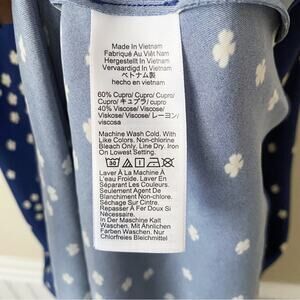 Made In Vietnam
Fabriqué Au Viêt Nam
Hergestellt In Vietnam
Vervaardigd In Vietnam
ベトナム製
hecho en vietnam
60% Cupro/ Cupro/ Cupro/
Cupro/ キュプラ/ cupro
40% Viscose/ Viscose/
Viskose/ Viscose/ レーヨン/
viscosa
Machine Wash Cold. With
Like Colors. Non-chlorine
Bleach Only. Line Dry. Iron
On Lowest Setting.
30
Laver À La Machine À
L'eau Froide. Laver En
Séparant Les Couleurs.
Seulement Agent De
Blanchiment Sans Chlore.
Séchage Sur Cintre.
Repasser À Fer Doux Si
Nécessaire.
In Der Maschine Kalt
Waschen. Mit Ähnlichen
Farben Waschen. Nur
Chlorfreies Bleichmittel